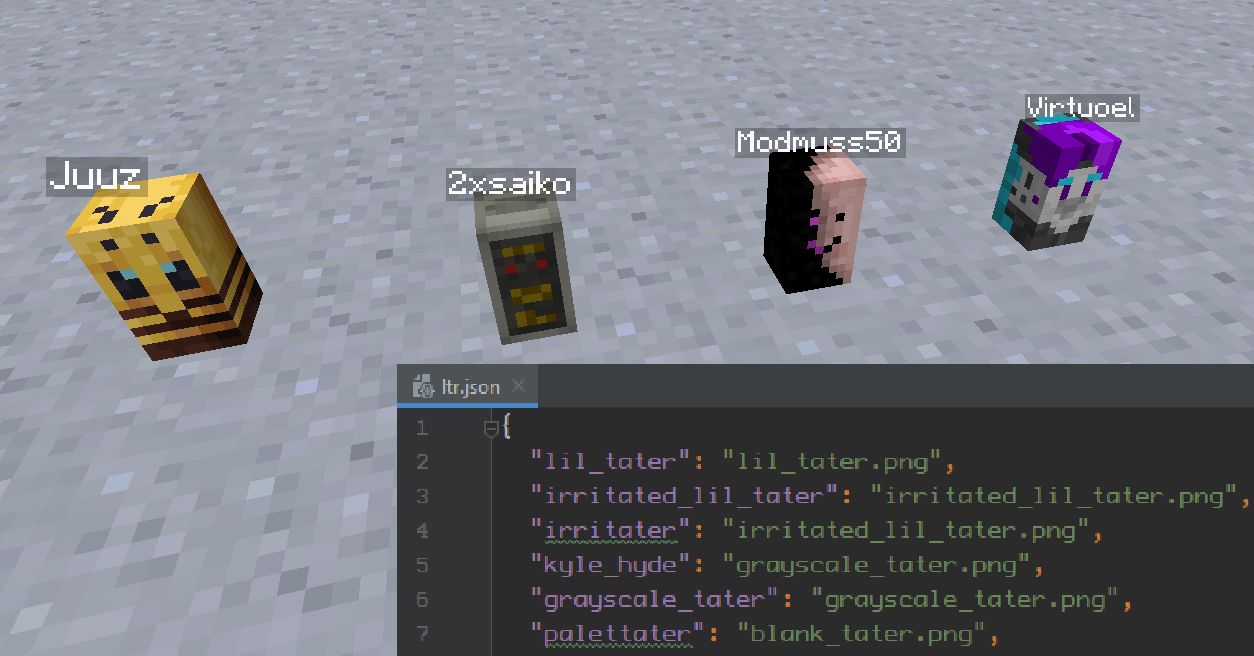 Virtuoel
Modmuss50
Juuz
2xsaiko
ltr.json
1 {
2 "lil_tater": "lil_tater.png",
3 "irritated_lil_tater": "irritated_lil_tater.png",
4 "irritater": "irritated_lil_tater.png",
5 "kyle_hyde": "grayscale_tater.png",
6 "grayscale_tater": "grayscale_tater.png",
7 "palettater": "blank_tater.png",